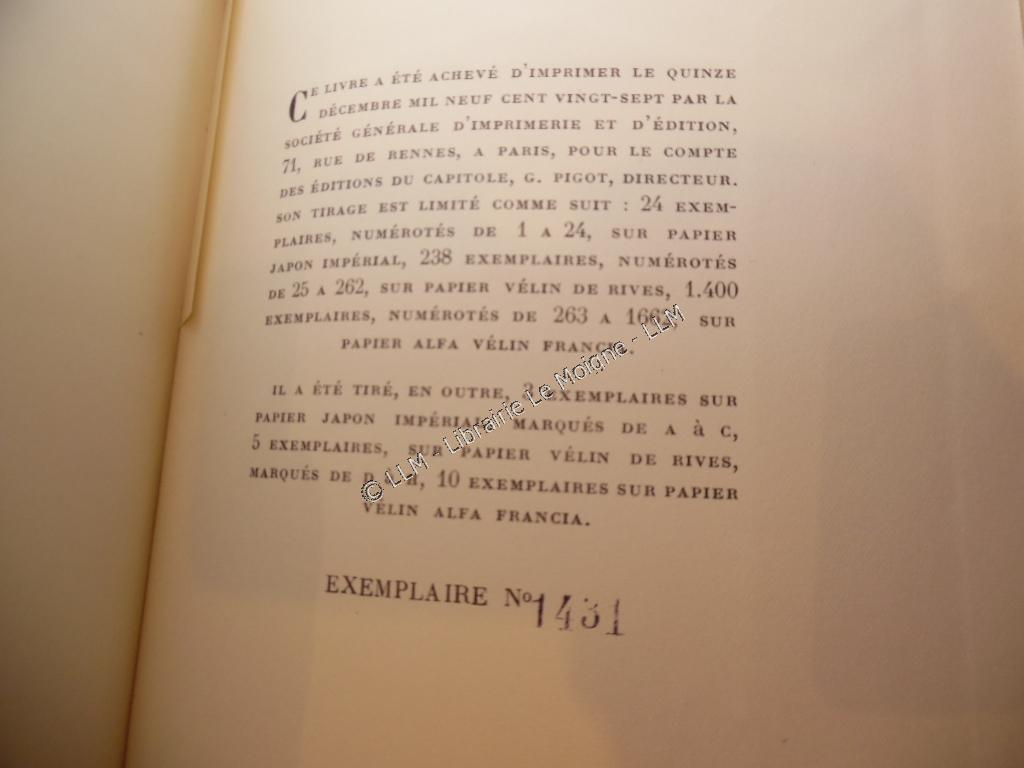 CE LIVRE A ÉTÉ ACHEVÉ D'IMPRIMER LE QUINZE
DÉCEMBRE MIL NEUF CENT VINGT-SEPT PAR LA
SOCIÉTÉ GÉNÉRALE D'IMPRIMERIE ET D'ÉDITION,
71, RUE DE RENNES, A PARIS, POUR LE COMPTE
DES ÉDITIONS DU CAPITOLE, G. PIGOT, DIRECTEUR.
SON TIRAGE EST LIMITÉ COMME SUIT : 24 EXEM-
PLAIRES, NUMÉROTÉS DE 1 A 24, SUR PAPIER
JAPON IMPÉRIAL, 238 EXEMPLAIRES, NUMÉROTÉS
DE 25 A 262, SUR PAPIER VÉLIN DE RIVES, 1.400
EXEMPLAIRES, NUMÉROTÉS DE 263 A 1662, SUR
PAPIER ALFA VÉLIN FRANCIA.
IL A ÉTÉ TIRÉ, EN OUTRE, 3 EXEMPLAIRES SUR
PAPIER JAPON IMPÉRIAL, MARQUÉS DE A à C,
5 EXEMPLAIRES, SUR PAPIER VÉLIN DE RIVES,
MARQUÉS DE D à H, 10 EXEMPLAIRES SUR PAPIER
VÉLIN ALFA FRANCIA.
EXEMPLAIRE Nº 1431
© LLM - Librairie Le Moigne - LLM